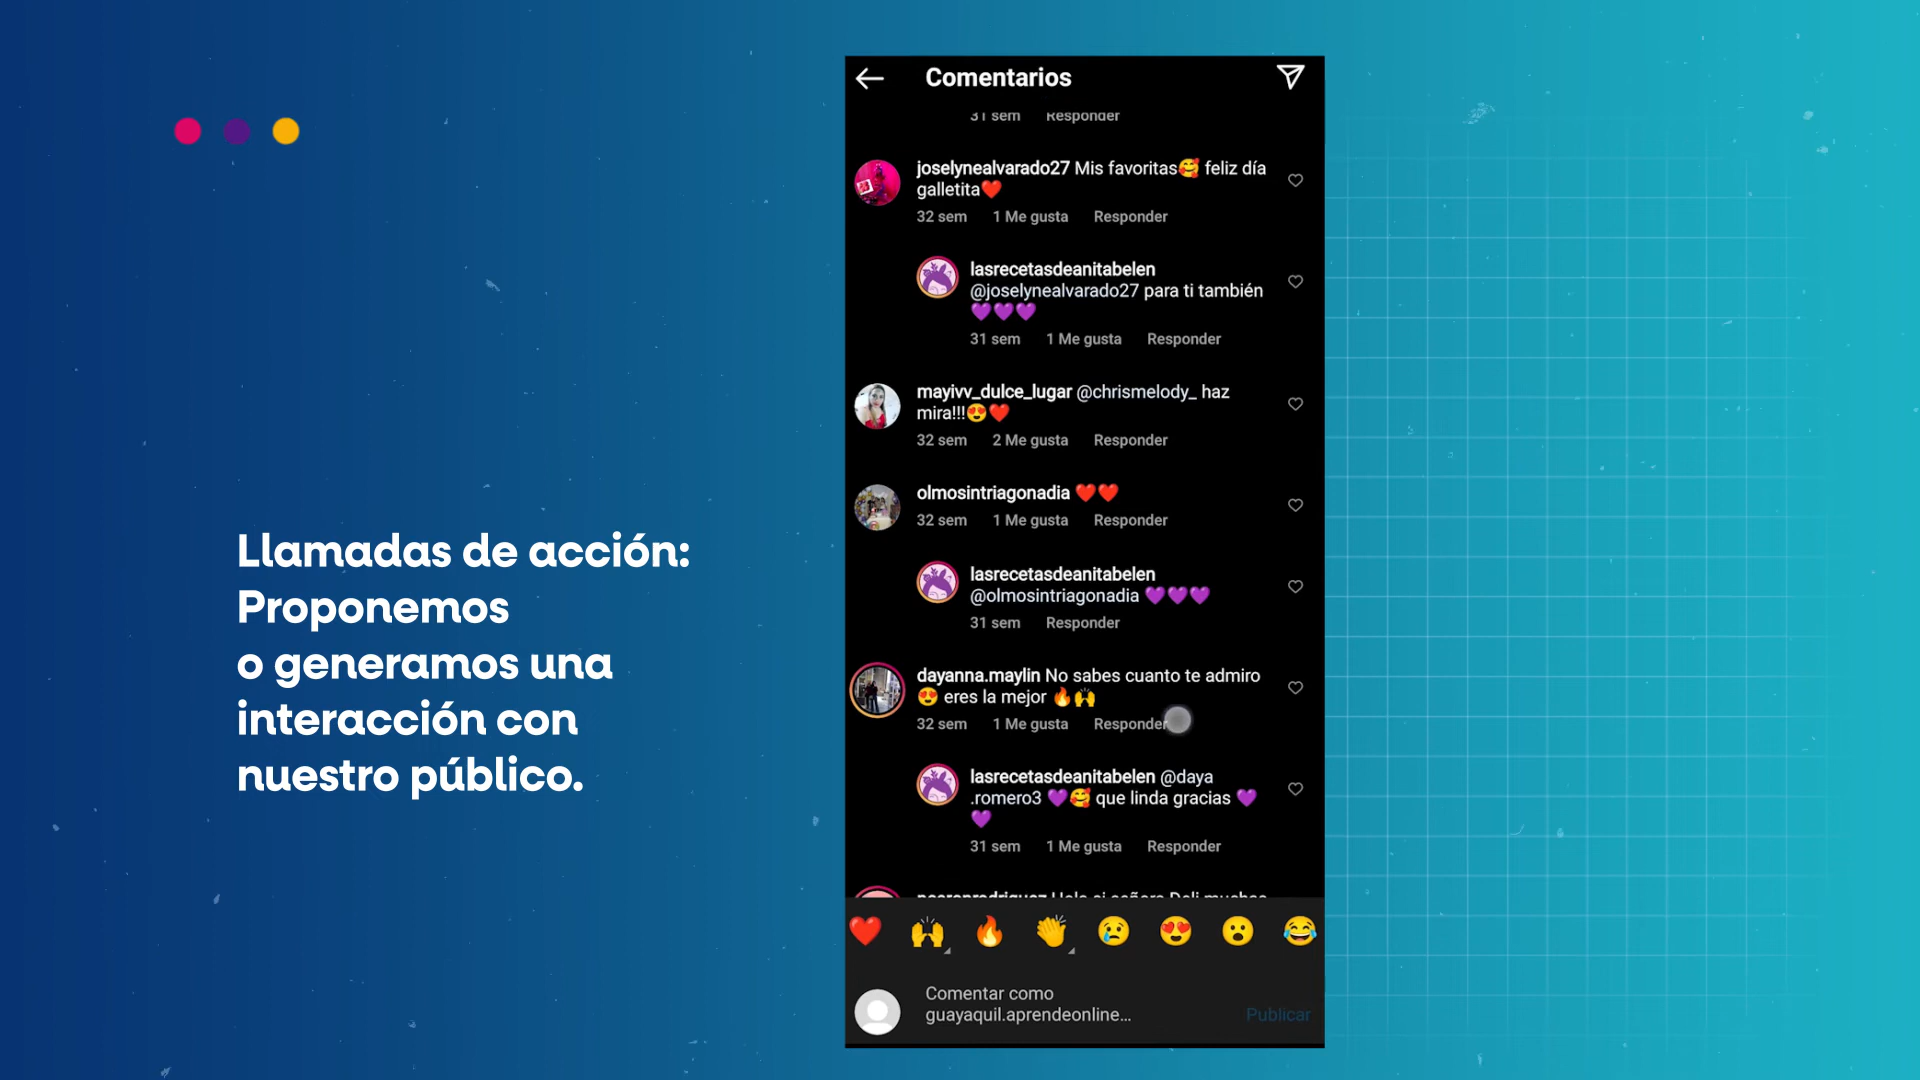 Llamadas de acción:
Proponemos
o generamos una
interacción con
nuestro público.
Comentarios
31 sem Responder
joselynealvarado27 Mis favoritas🥰 feliz día
galletita❤️
32 sem 1 Me gusta Responder
lasrecetasdeanitabelen
@joselynealvarado27 para ti también
💜💜💜
31 sem 1 Me gusta Responder
mayivv_dulce_lugar @chrismelody_ haz
mira!!!😍❤️
32 sem 2 Me gusta Responder
olmosintriagonadia ❤️❤️
32 sem 1 Me gusta Responder
lasrecetasdeanitabelen
@olmosintriagonadia 💜💜💜
31 sem Responder
dayanna.maylin No sabes cuanto te admiro
😍 eres la mejor 🔥🙌
32 sem 1 Me gusta Responder
lasrecetasdeanitabelen @daya
.romero3 💜🥰 que linda gracias 💜
💜
31 sem 1 Me gusta Responder
❤️ 🙌 🔥 👏 😢 😍 😮 😂
Comentar como
guayaquil.aprendeonline...
Publicar